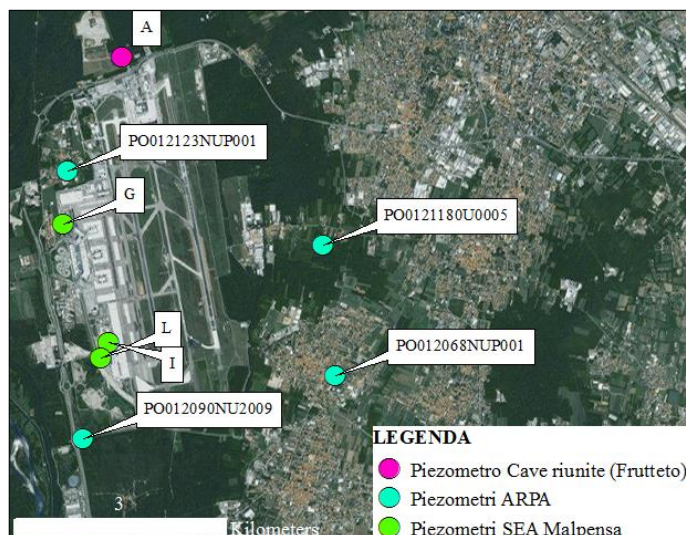 A
PO012123NUP001
G
PO0121180U0005
L
I
PO012068NUP001
PO012090NU2009
3
Kilometers
LEGENDA
Piezometro Cave riunite (Frutteto)
Piezometri ARPA
Piezometri SEA Malpensa